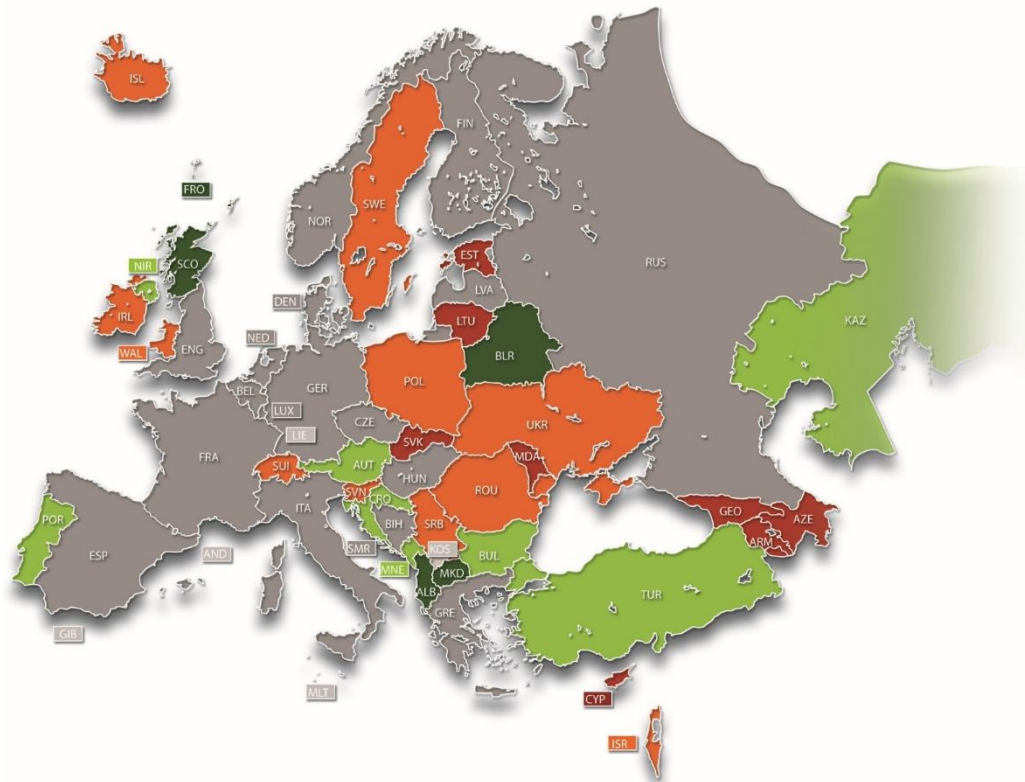 ISL
FIN
FRO
SWE
NOR
RUS
SCO
EST
NIR
LVA
DEN
IRL
LTU
KAZ
NED
WAL
ENG
BLR
POL
GER
BEL
LUX
CZE
UKR
LIE
SVK
MDA
FRA
SUI
AUT
HUN
SVN
ROU
CRO
ITA
GEO
AZE
POR
BIH
SRB
ARM
ESP
AND
SMR
KOS
BUL
MNE
MKD
ALB
TUR
GRE
GIB
MLT
CYP
ISR